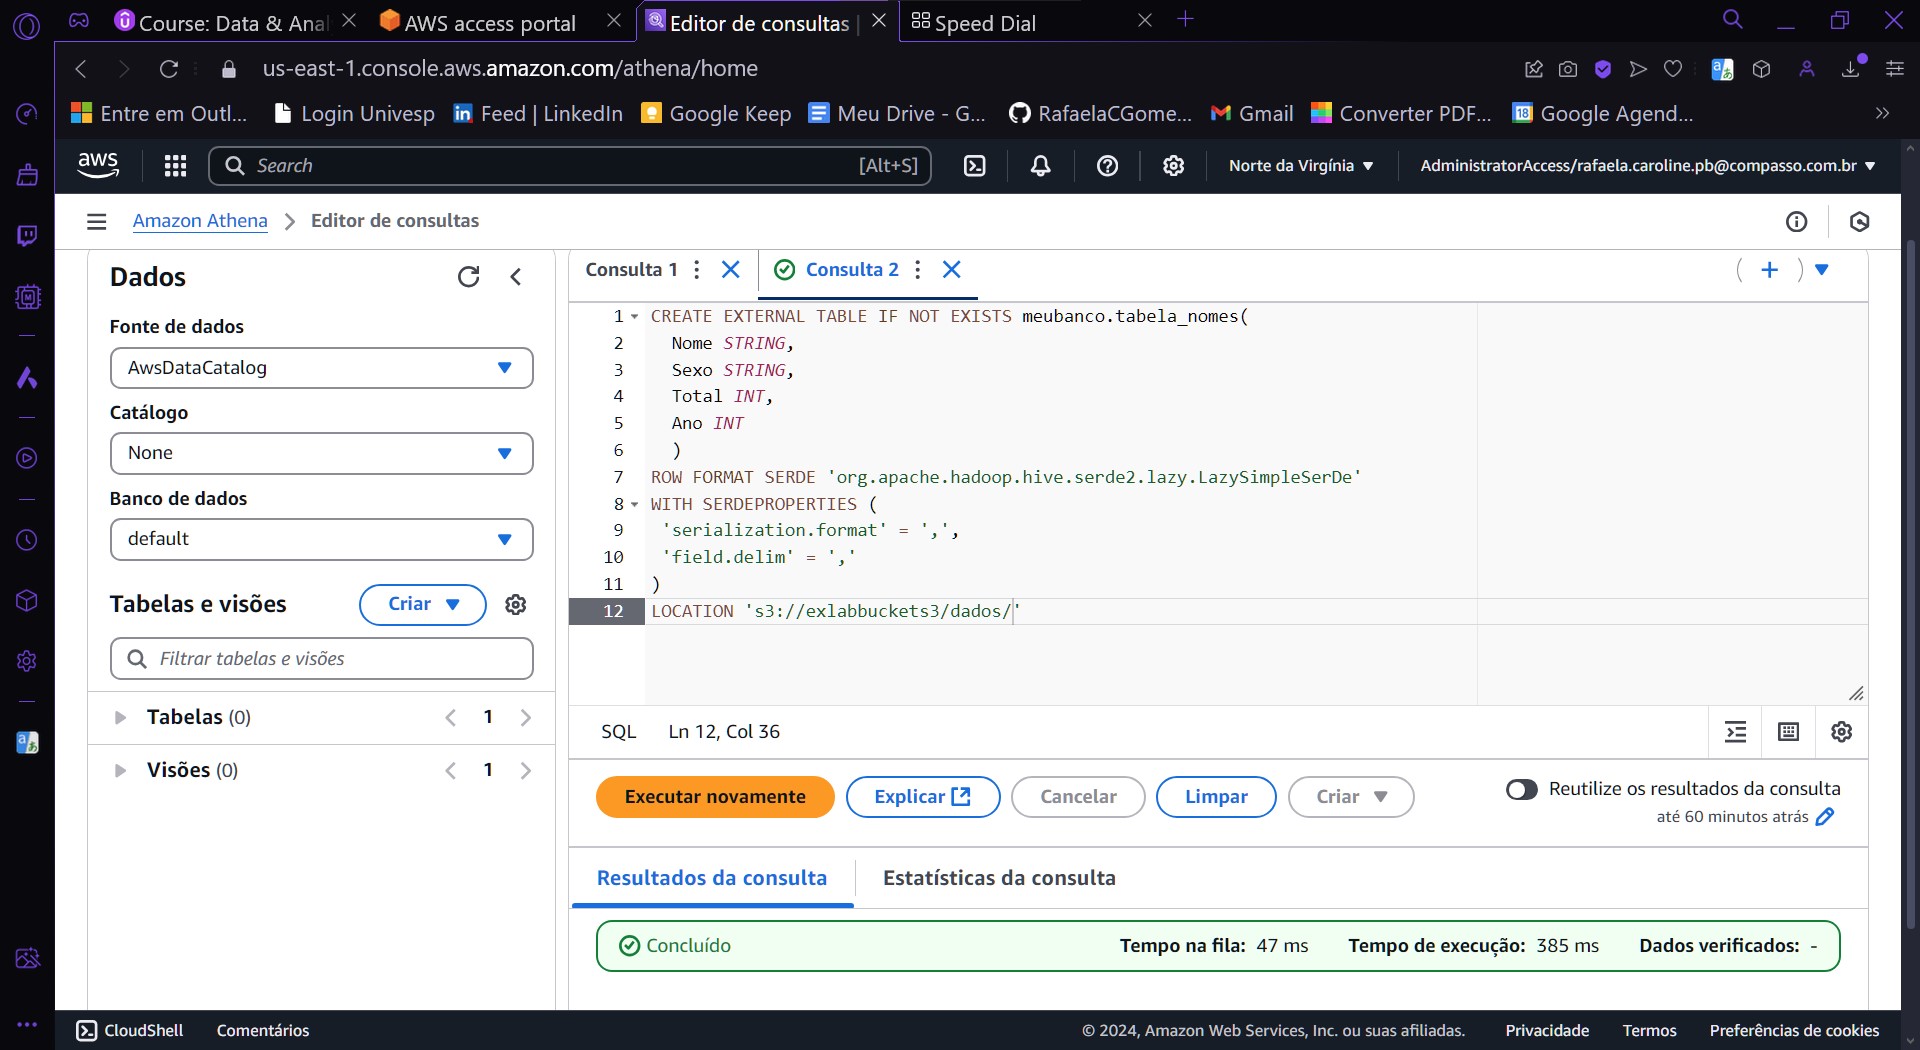 Course: Data & Anal
AWS access portal
Editor de consultas |
Speed Dial
us-east-1.console.aws.amazon.com/athena/home
Entre em Outl...
Login Univesp
Feed | LinkedIn
Google Keep
Meu Drive - G...
RafaelaCGome...
Gmail
Converter PDF...
18
Google Agend...
aws
Search
[Alt+S]
Norte da Virgínia
AdministratorAccess/rafaela.caroline.pb@compasso.com.br
Amazon Athena
Editor de consultas
Dados
Fonte de dados
AwsDataCatalog
Catálogo
None
Banco de dados
default
Tabelas e visões
Criar
Filtrar tabelas e visões
Tabelas (0)
1
Visões (0)
1
Consulta 1
Consulta 2
1 CREATE EXTERNAL TABLE IF NOT EXISTS meubanco.tabela_nomes(
2 Nome STRING,
3 Sexo STRING,
4 Total INT,
5 Ano INT
6 )
7 ROW FORMAT SERDE 'org.apache.hadoop.hive.serde2.lazy.LazySimpleSerDe'
8 WITH SERDEPROPERTIES (
9 'serialization.format' = ',',
10 'field.delim' = ','
11 )
12 LOCATION 's3://exlabbuckets3/dados/'
SQL
Ln 12, Col 36
Executar novamente
Explicar
Cancelar
Limpar
Criar
Reutilize os resultados da consulta
até 60 minutos atrás
Resultados da consulta
Estatísticas da consulta
Concluído
Tempo na fila: 47 ms
Tempo de execução: 385 ms
Dados verificados: -
CloudShell
Comentários
© 2024, Amazon Web Services, Inc. ou suas afiliadas.
Privacidade
Termos
Preferências de cookies